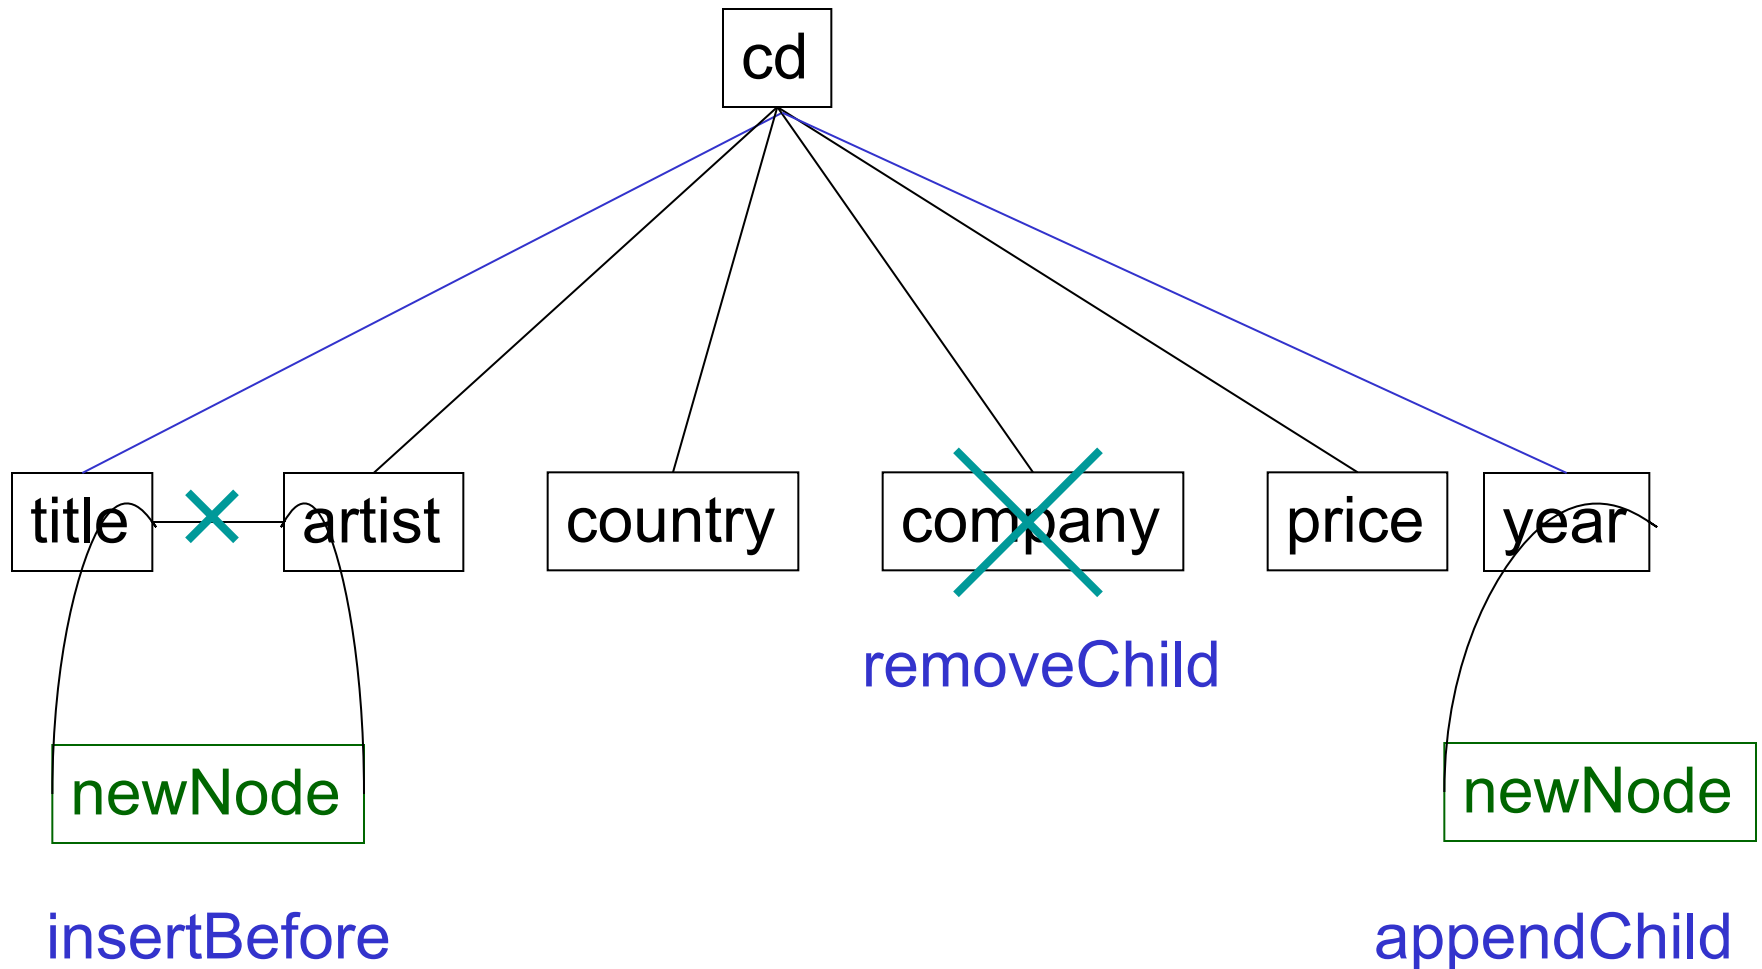 cd
title artist country company price year
removeChild
newNode newNode
insertBefore appendChild